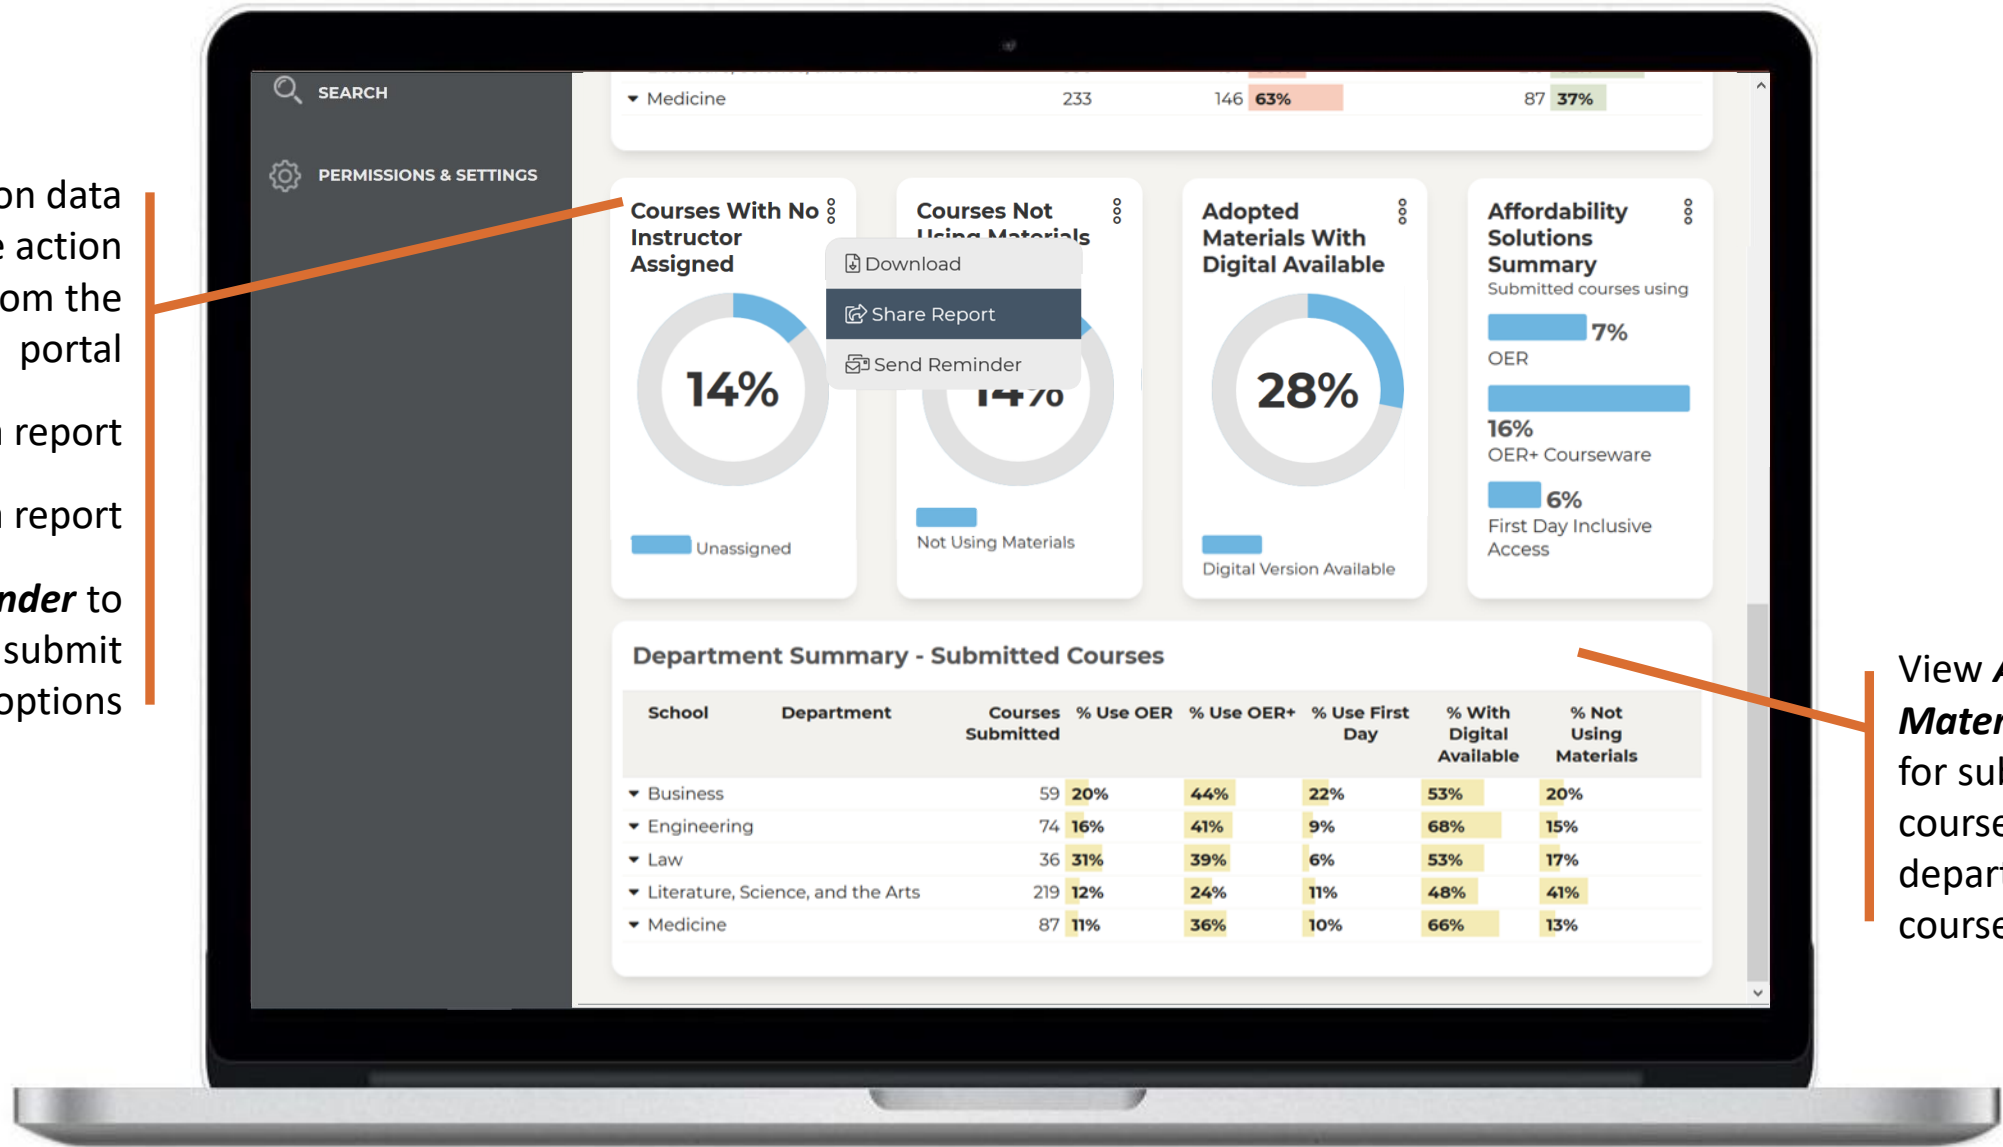 SEARCH
PERMISSIONS & SETTINGS
Medicine 233 146 63% 87 37%
on data
action
om the
portal
report
report
nder to
submit
options
Courses With No
Instructor
Assigned
14%
Unassigned
Download
Share Report
Send Reminder
Courses Not
Using Materials
14%
Not Using Materials
Adopted
Materials With
Digital Available
28%
Digital Version Available
Affordability
Solutions
Summary
Submitted courses using
7%
OER
16%
OER+ Courseware
6%
First Day Inclusive
Access
Department Summary - Submitted Courses
School Department Courses Submitted % Use OER % Use OER+ % Use First Day % With Digital Available % Not Using Materials
Business 59 20% 44% 22% 53% 20%
Engineering 74 16% 41% 9% 68% 15%
Law 36 31% 39% 6% 53% 17%
Literature, Science, and the Arts 219 12% 24% 11% 48% 41%
Medicine 87 11% 36% 10% 66% 13%
View A
Mater
for sub
course
depart
course